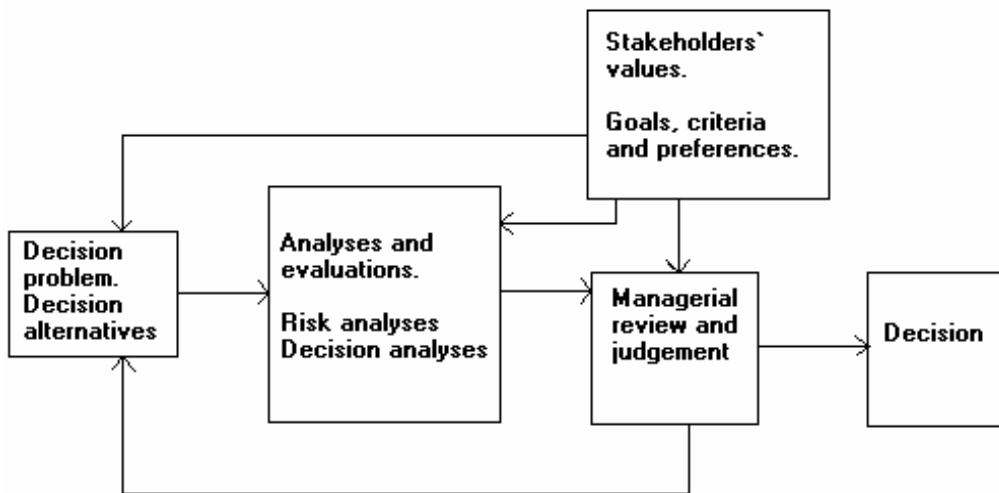 Stakeholders`
values.
Goals, criteria
and preferences.
Decision
problem.
Decision
alternatives
Analyses and
evaluations.
Risk analyses
Decision analyses
Managerial
review and
judgement
Decision